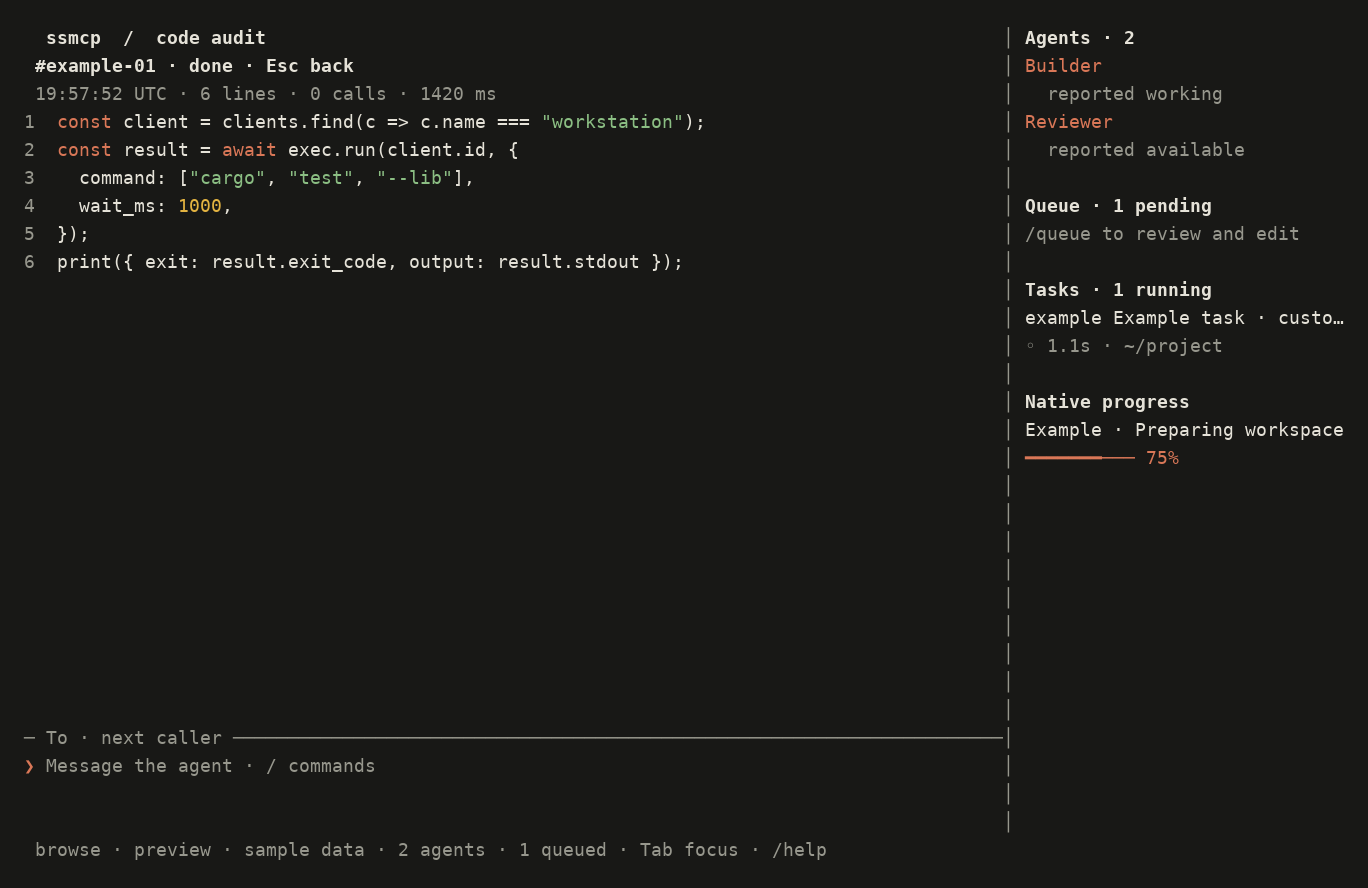 ssmcp / code audit
#example-01 · done · Esc back
19:57:52 UTC · 6 lines · 0 calls · 1420 ms
1 const client = clients.find(c => c.name === "workstation");
2 const result = await exec.run(client.id, {
3 command: ["cargo", "test", "--lib"],
4 wait_ms: 1000,
5 });
6 print({ exit: result.exit_code, output: result.stdout });
Agents · 2
Builder
reported working
Reviewer
reported available
Queue · 1 pending
/queue to review and edit
Tasks · 1 running
example Example task · custo…
◦ 1.1s · ~/project
Native progress
Example · Preparing workspace
75%
To · next caller
❯ Message the agent · / commands
browse · preview · sample data · 2 agents · 1 queued · Tab focus · /help